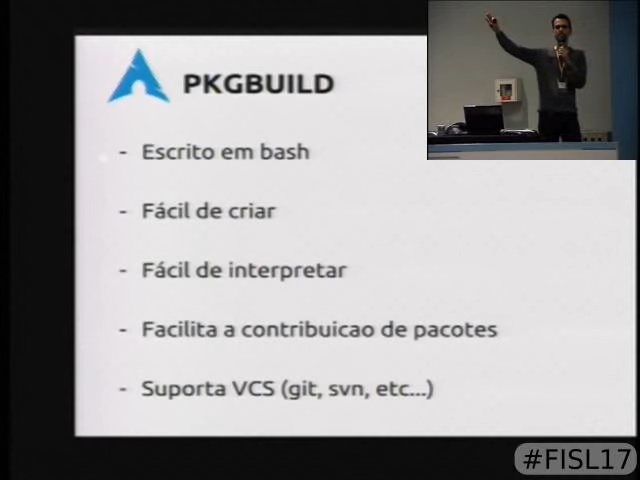 PKGBUILD
- Escrito em bash
- Fácil de criar
- Fácil de interpretar
- Facilita a contribuicao de pacotes
- Suporta VCS (git, svn, etc...)
#FISL17